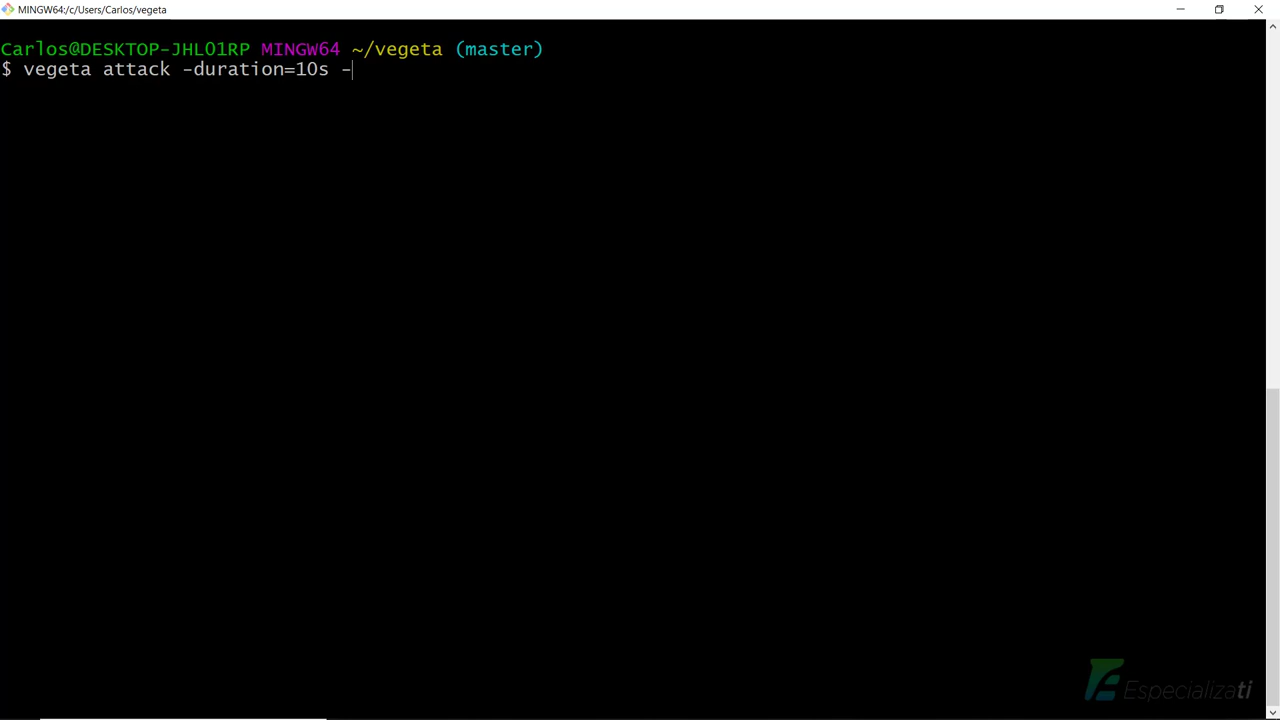 MINGW64:/c/Users/Carlos/vegeta
Carlos@DESKTOP-JHL01RP MINGW64 ~/vegeta (master)
$ vegeta attack -duration=10s -
Especializati